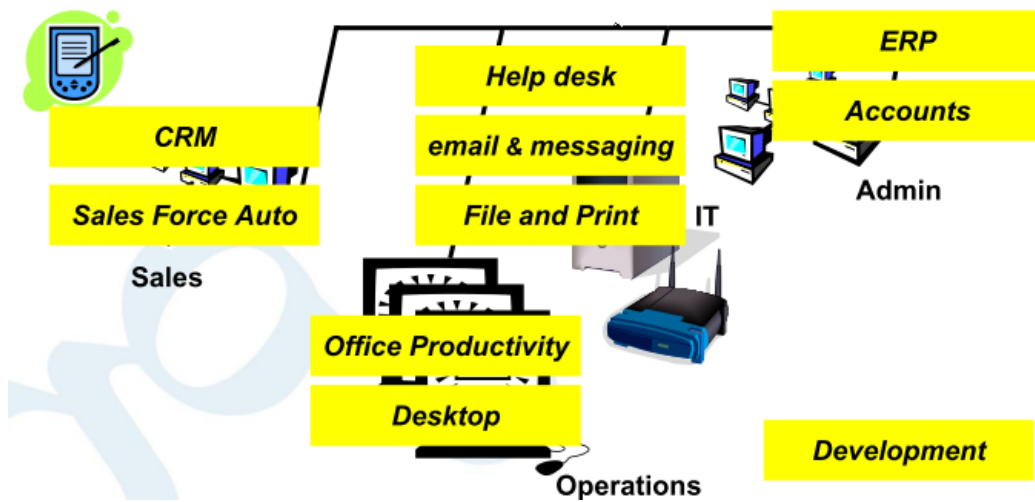 ERP
Help desk
Accounts
CRM
email & messaging
Admin
Sales Force Auto
File and Print
IT
Sales
Office Productivity
Desktop
Development
Operations